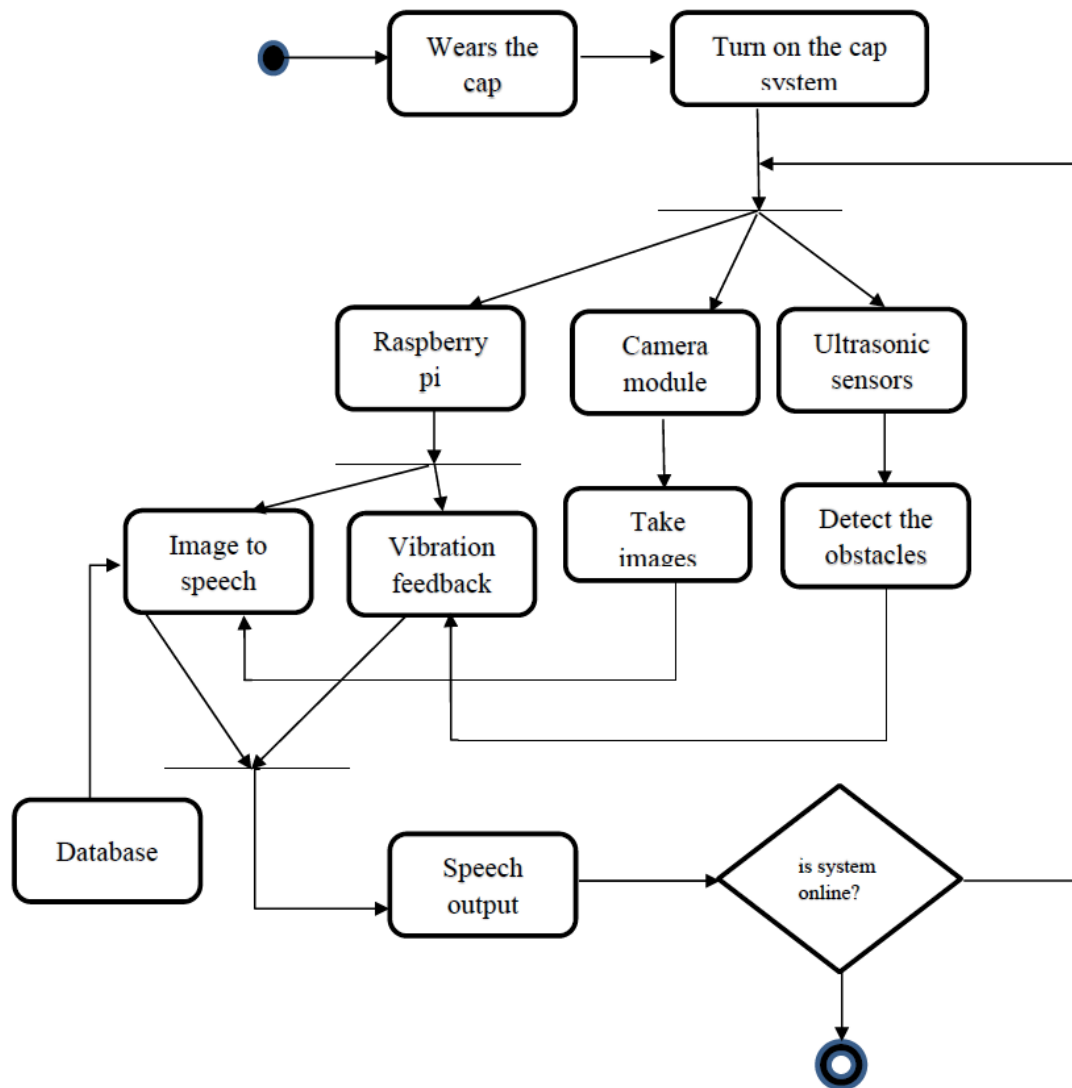 Wears the
cap
Turn on the cap
system
Raspberry
pi
Camera
module
Ultrasonic
sensors
Image to
speech
Vibration
feedback
Take
images
Detect the
obstacles
Database
Speech
output
is system
online?